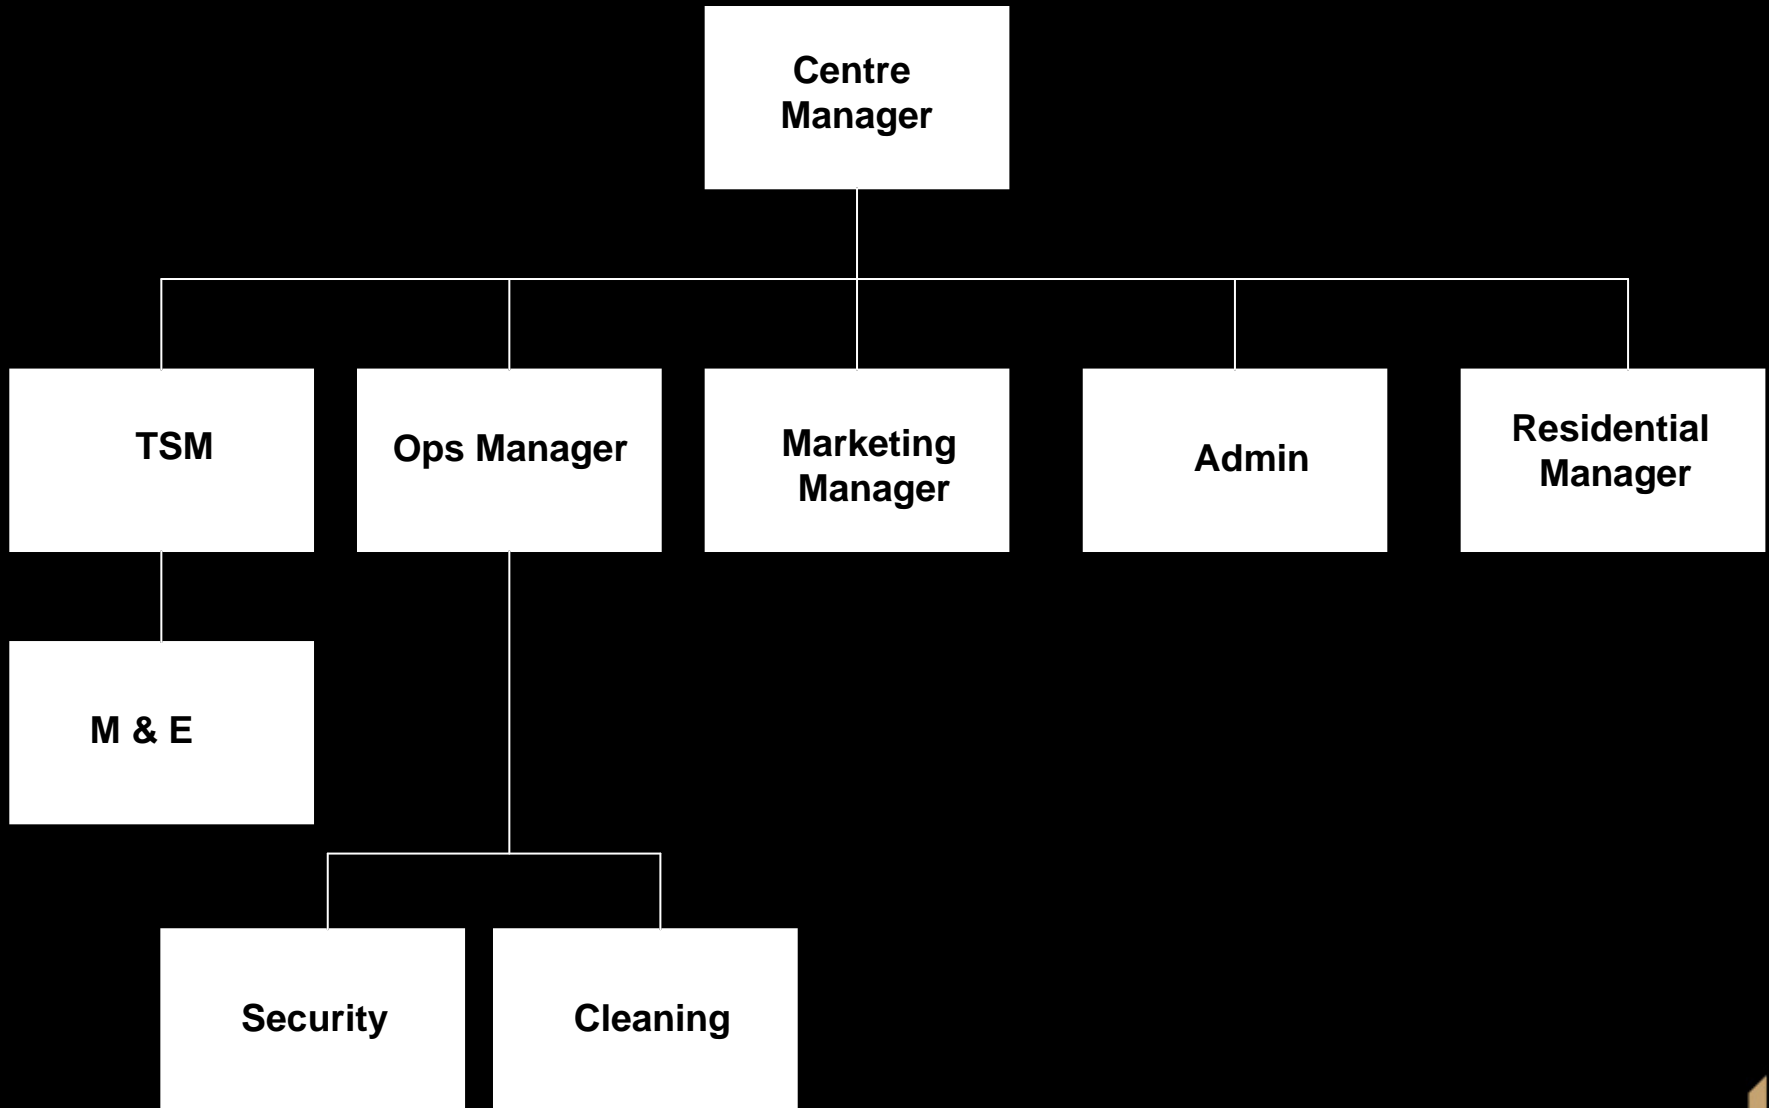 Centre
Manager
TSM
Ops Manager
Marketing
Manager
Admin
Residential
Manager
M & E
Security
Cleaning